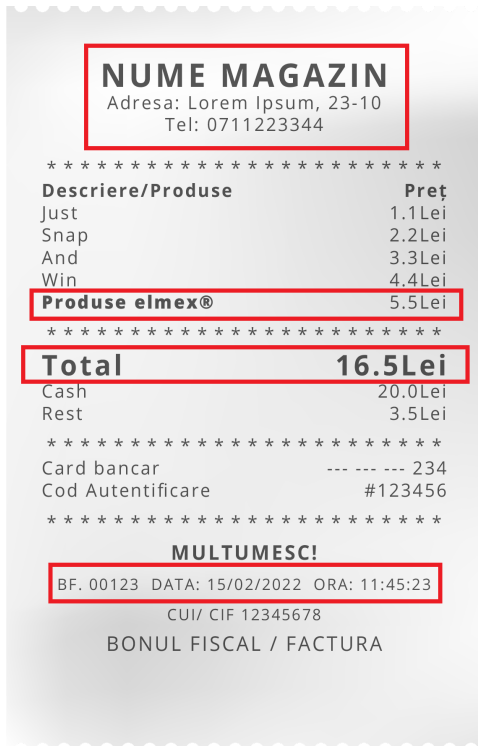 NUME MAGAZIN
Adresa: Lorem Ipsum, 23-10
Tel: 0711223344
* * * * * * * * * * * * * * * * * * * * * * * *
Descriere/Produse Preț
Just 1.1Lei
Snap 2.2Lei
And 3.3Lei
Win 4.4Lei
Produse elmex® 5.5Lei
* * * * * * * * * * * * * * * * * * * * * * * *
Total 16.5Lei
Cash 20.0Lei
Rest 3.5Lei
* * * * * * * * * * * * * * * * * * * * * * * *
Card bancar --- --- --- 234
Cod Autentificare #123456
* * * * * * * * * * * * * * * * * * * * * * * *
MULTUMESC!
BF. 00123 DATA: 15/02/2022 ORA: 11:45:23
CUI/ CIF 12345678
BONUL FISCAL / FACTURA